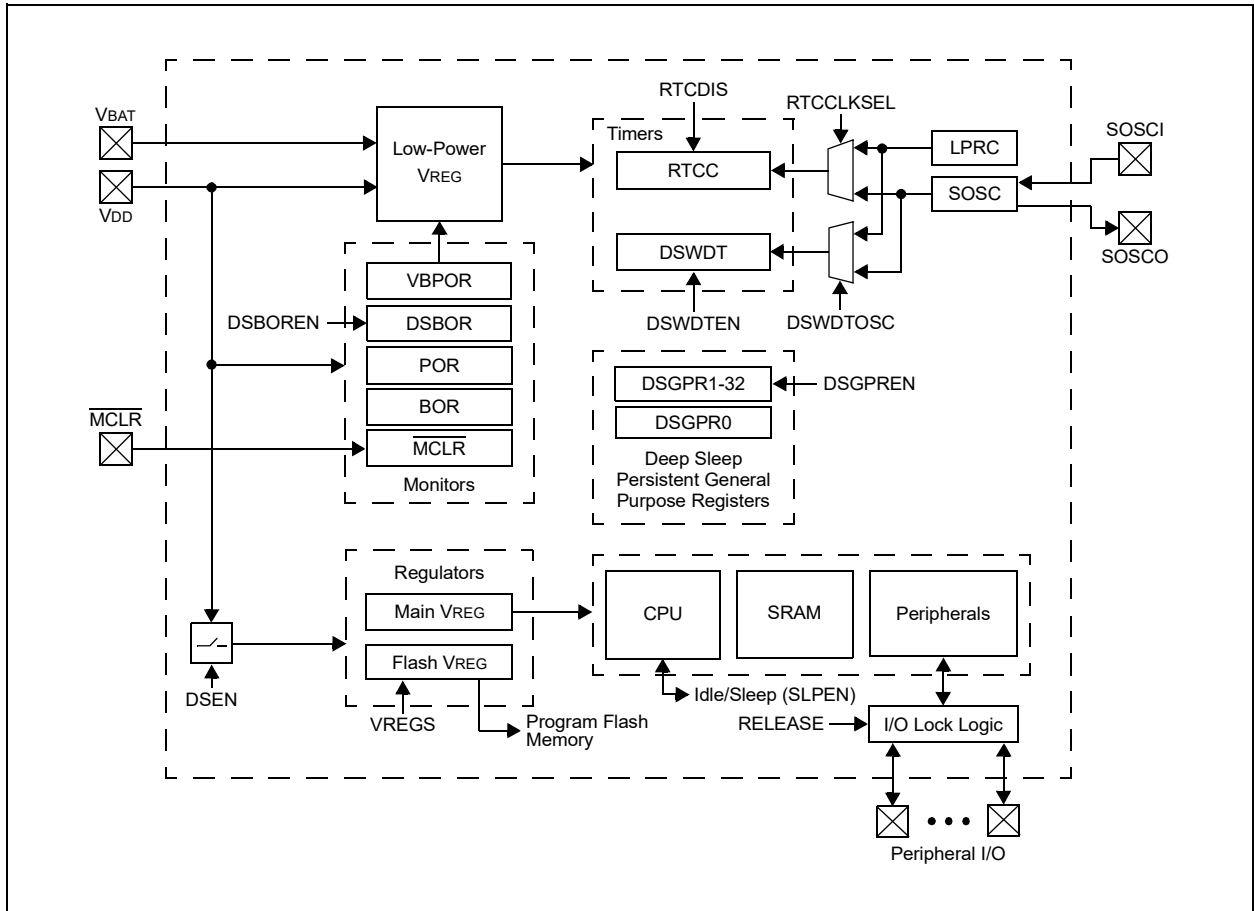 RTCDIS
RTCCLKSEL
VBAT
SOSCI
Timers
Low-Power
VREG
LPRC
RTCC
SOSC
VDD
SOSCO
VBPOR
DSWDT
DSBOREN
DSBOR
DSWDTEN
DSWDTOSC
POR
DSGPR1-32
DSGPREN
BOR
DSGPR0
MCLR
MCLR
Deep Sleep
Persistent General
Purpose Registers
Monitors
Regulators
Main VREG
CPU
SRAM
Peripherals
Flash VREG
DSEN
Idle/Sleep (SLPEN)
VREGS
Program Flash
Memory
RELEASE
I/O Lock Logic
Peripheral I/O